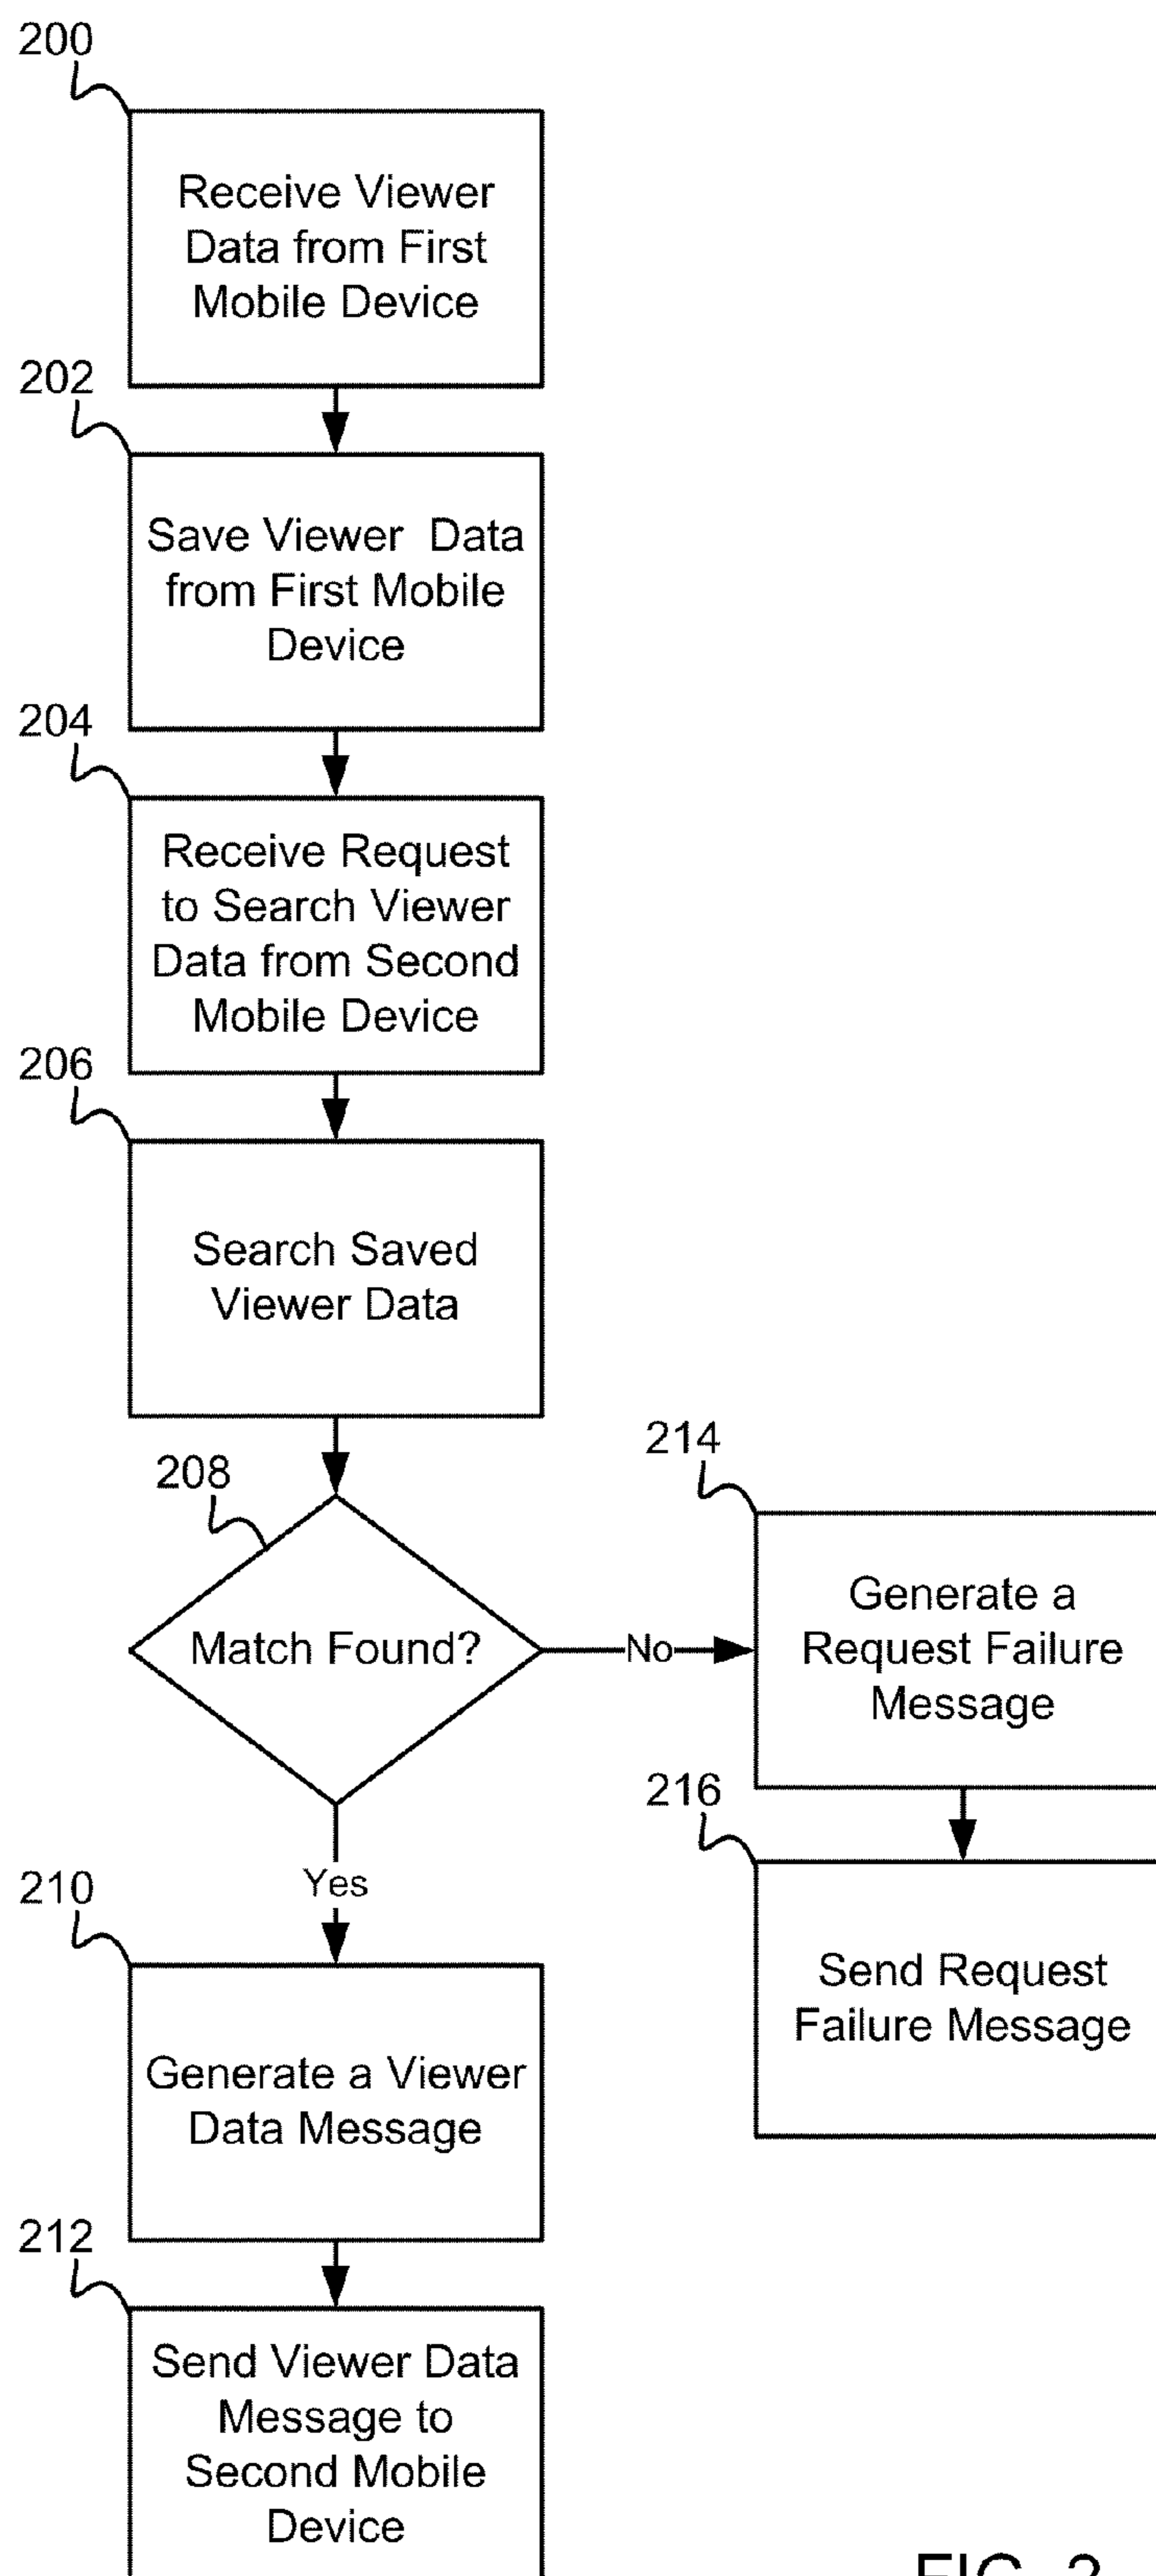 200
Receive Viewer
Data from First
Mobile Device
202
Save Viewer  Data
from First Mobile
Device
204
Receive Request
to Search Viewer
Data from Second
Mobile Device
206
Search Saved
Viewer Data
208
Match Found?
No
214
Generate a
Request Failure
Message
216
Send Request
Failure Message
Yes
210
Generate a Viewer
Data Message
212
Send Viewer Data
Message to
Second Mobile
Device
FIG. 2